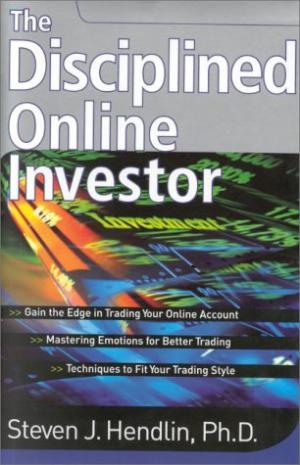 The
Disciplined
Online
Investor
Investment
>> Gain the Edge in Trading Your Online Account
>> Mastering Emotions for Better Trading
>> Techniques to Fit Your Trading Style
Steven J. Hendlin, Ph.D.